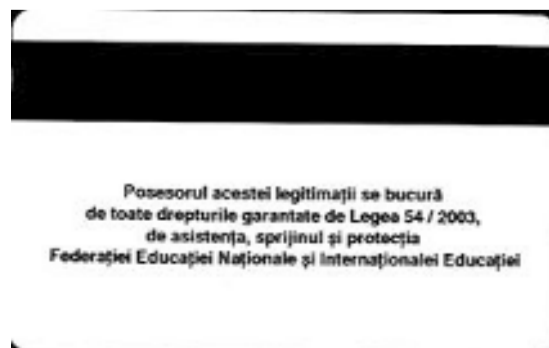 Posesorul acestei legitimații se bucură
de toate drepturile garantate de Legea 54 / 2003,
de asistența, sprijinul și protecția
Federației Educației Naționale și Internaționalei Educației